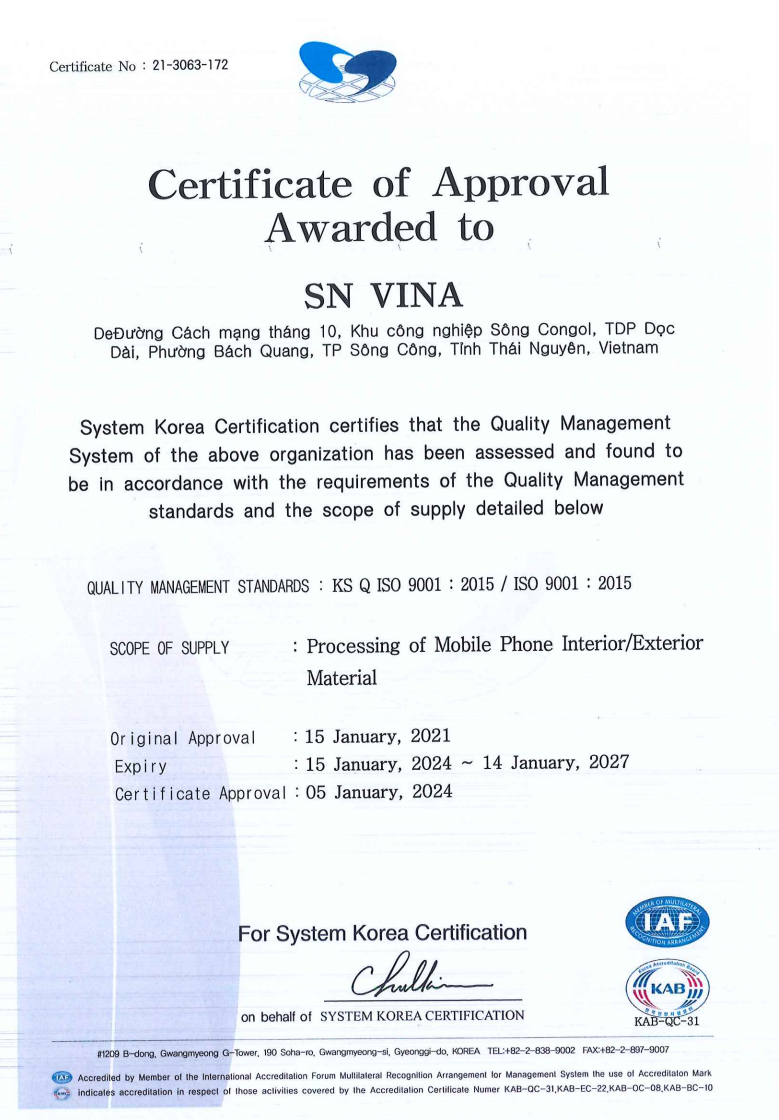 Certificate No : 21-3063-172
Certificate of Approval
Awarded to
SN VINA
DeĐường Cách mạng tháng 10, Khu công nghiệp Sông Congol, TDP Dọc
Dài, Phường Bách Quang, TP Sông Công, Tỉnh Thái Nguyên, Vietnam
System Korea Certification certifies that the Quality Management
System of the above organization has been assessed and found to
be in accordance with the requirements of the Quality Management
standards and the scope of supply detailed below
QUALITY MANAGEMENT STANDARDS : KS Q ISO 9001 : 2015 / ISO 9001 : 2015
SCOPE OF SUPPLY : Processing of Mobile Phone Interior/Exterior
Material
Original Approval : 15 January, 2021
Expiry : 15 January, 2024 ~ 14 January, 2027
Certificate Approval : 05 January, 2024
For System Korea Certification
on behalf of SYSTEM KOREA CERTIFICATION
MEMBER OF MULTILATERAL
IAF
RECOGNITION ARRANGEMENT
Korea Accreditation Board
KAB
KAB-QC-31
#1209 B-dong, Gwangmyeong G-Tower, 190 Soha-ro, Gwangmyeong-si, Gyeonggi-do, KOREA TEL:+82-2-838-9002 FAX:+82-2-897-9007
IAF Accredited by Member of the International Accreditation Forum Multilateral Recognition Arrangement for Management System the use of Accreditaton Mark
indicates accreditation in respect of those activities covered by the Accreditation Certificate Numer KAB-QC-31,KAB-EC-22,KAB-OC-08,KAB-BC-10